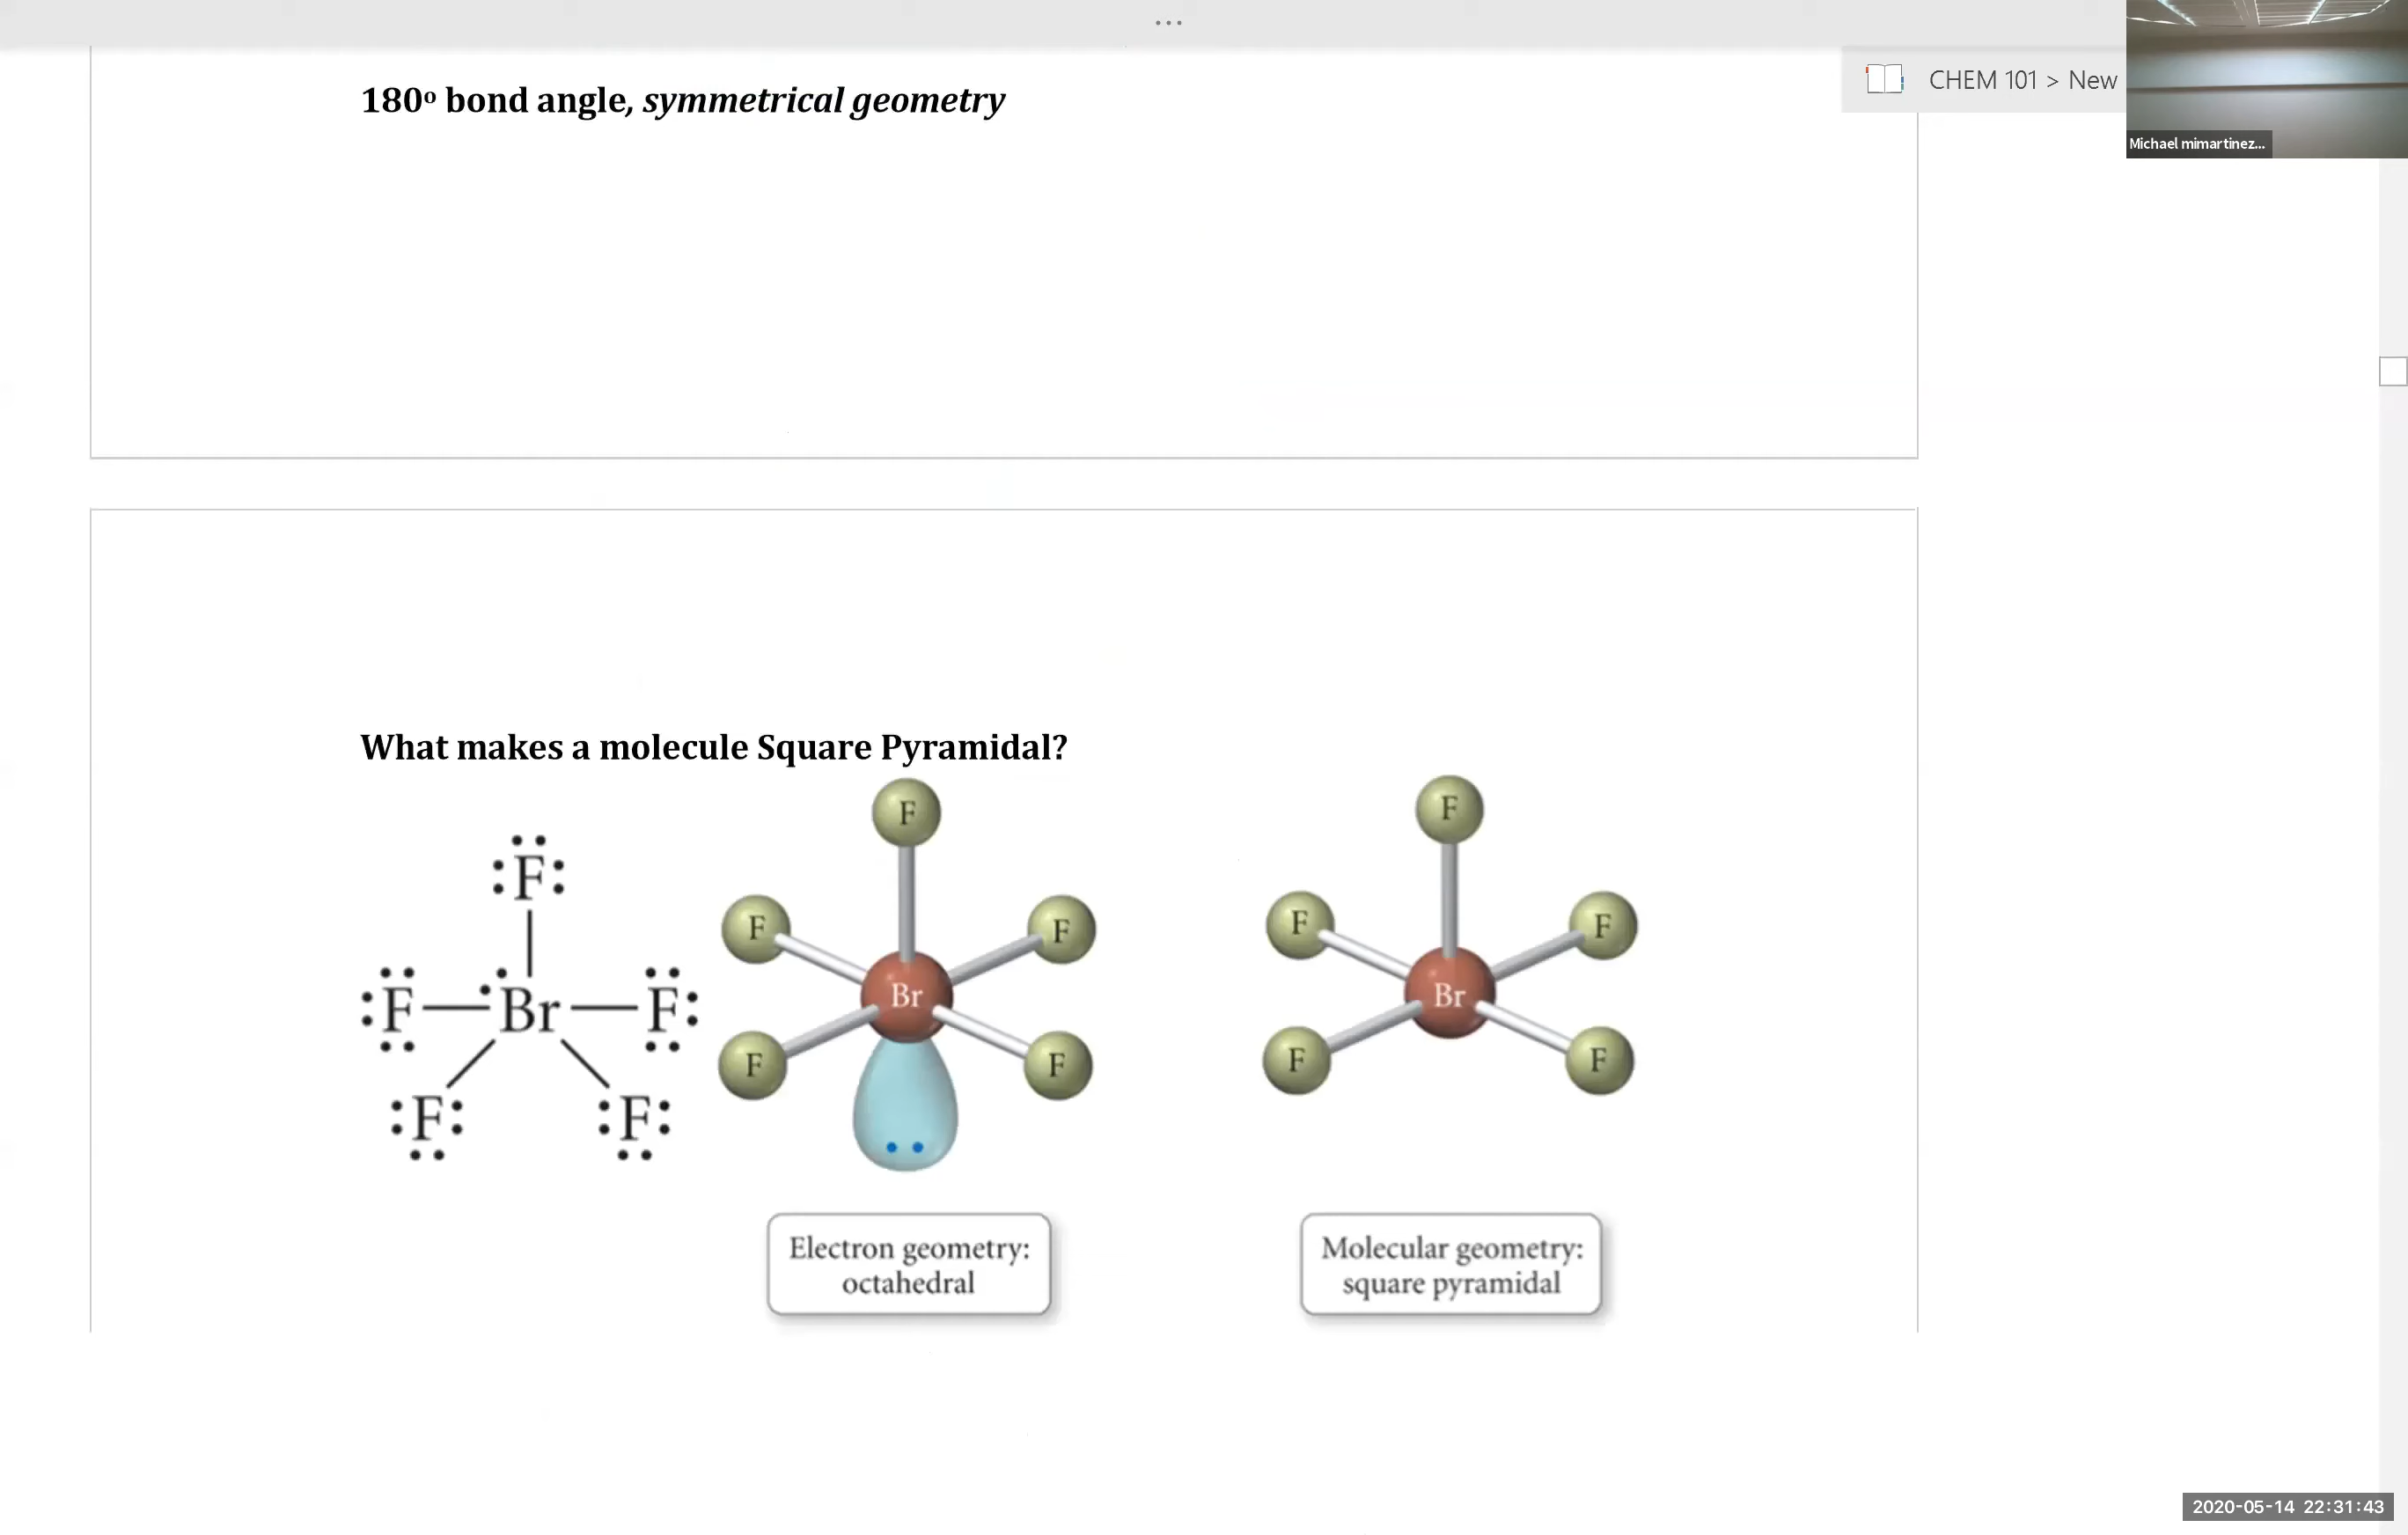 ...
CHEM 101 > New
Michael mimartinez...
180º bond angle, symmetrical geometry
What makes a molecule Square Pyramidal?
F
F Br F
F F
F
F F
Br
F F
F
F F
Br
F F
Electron geometry:
octahedral
Molecular geometry:
square pyramidal
2020-05-14 22:31:43